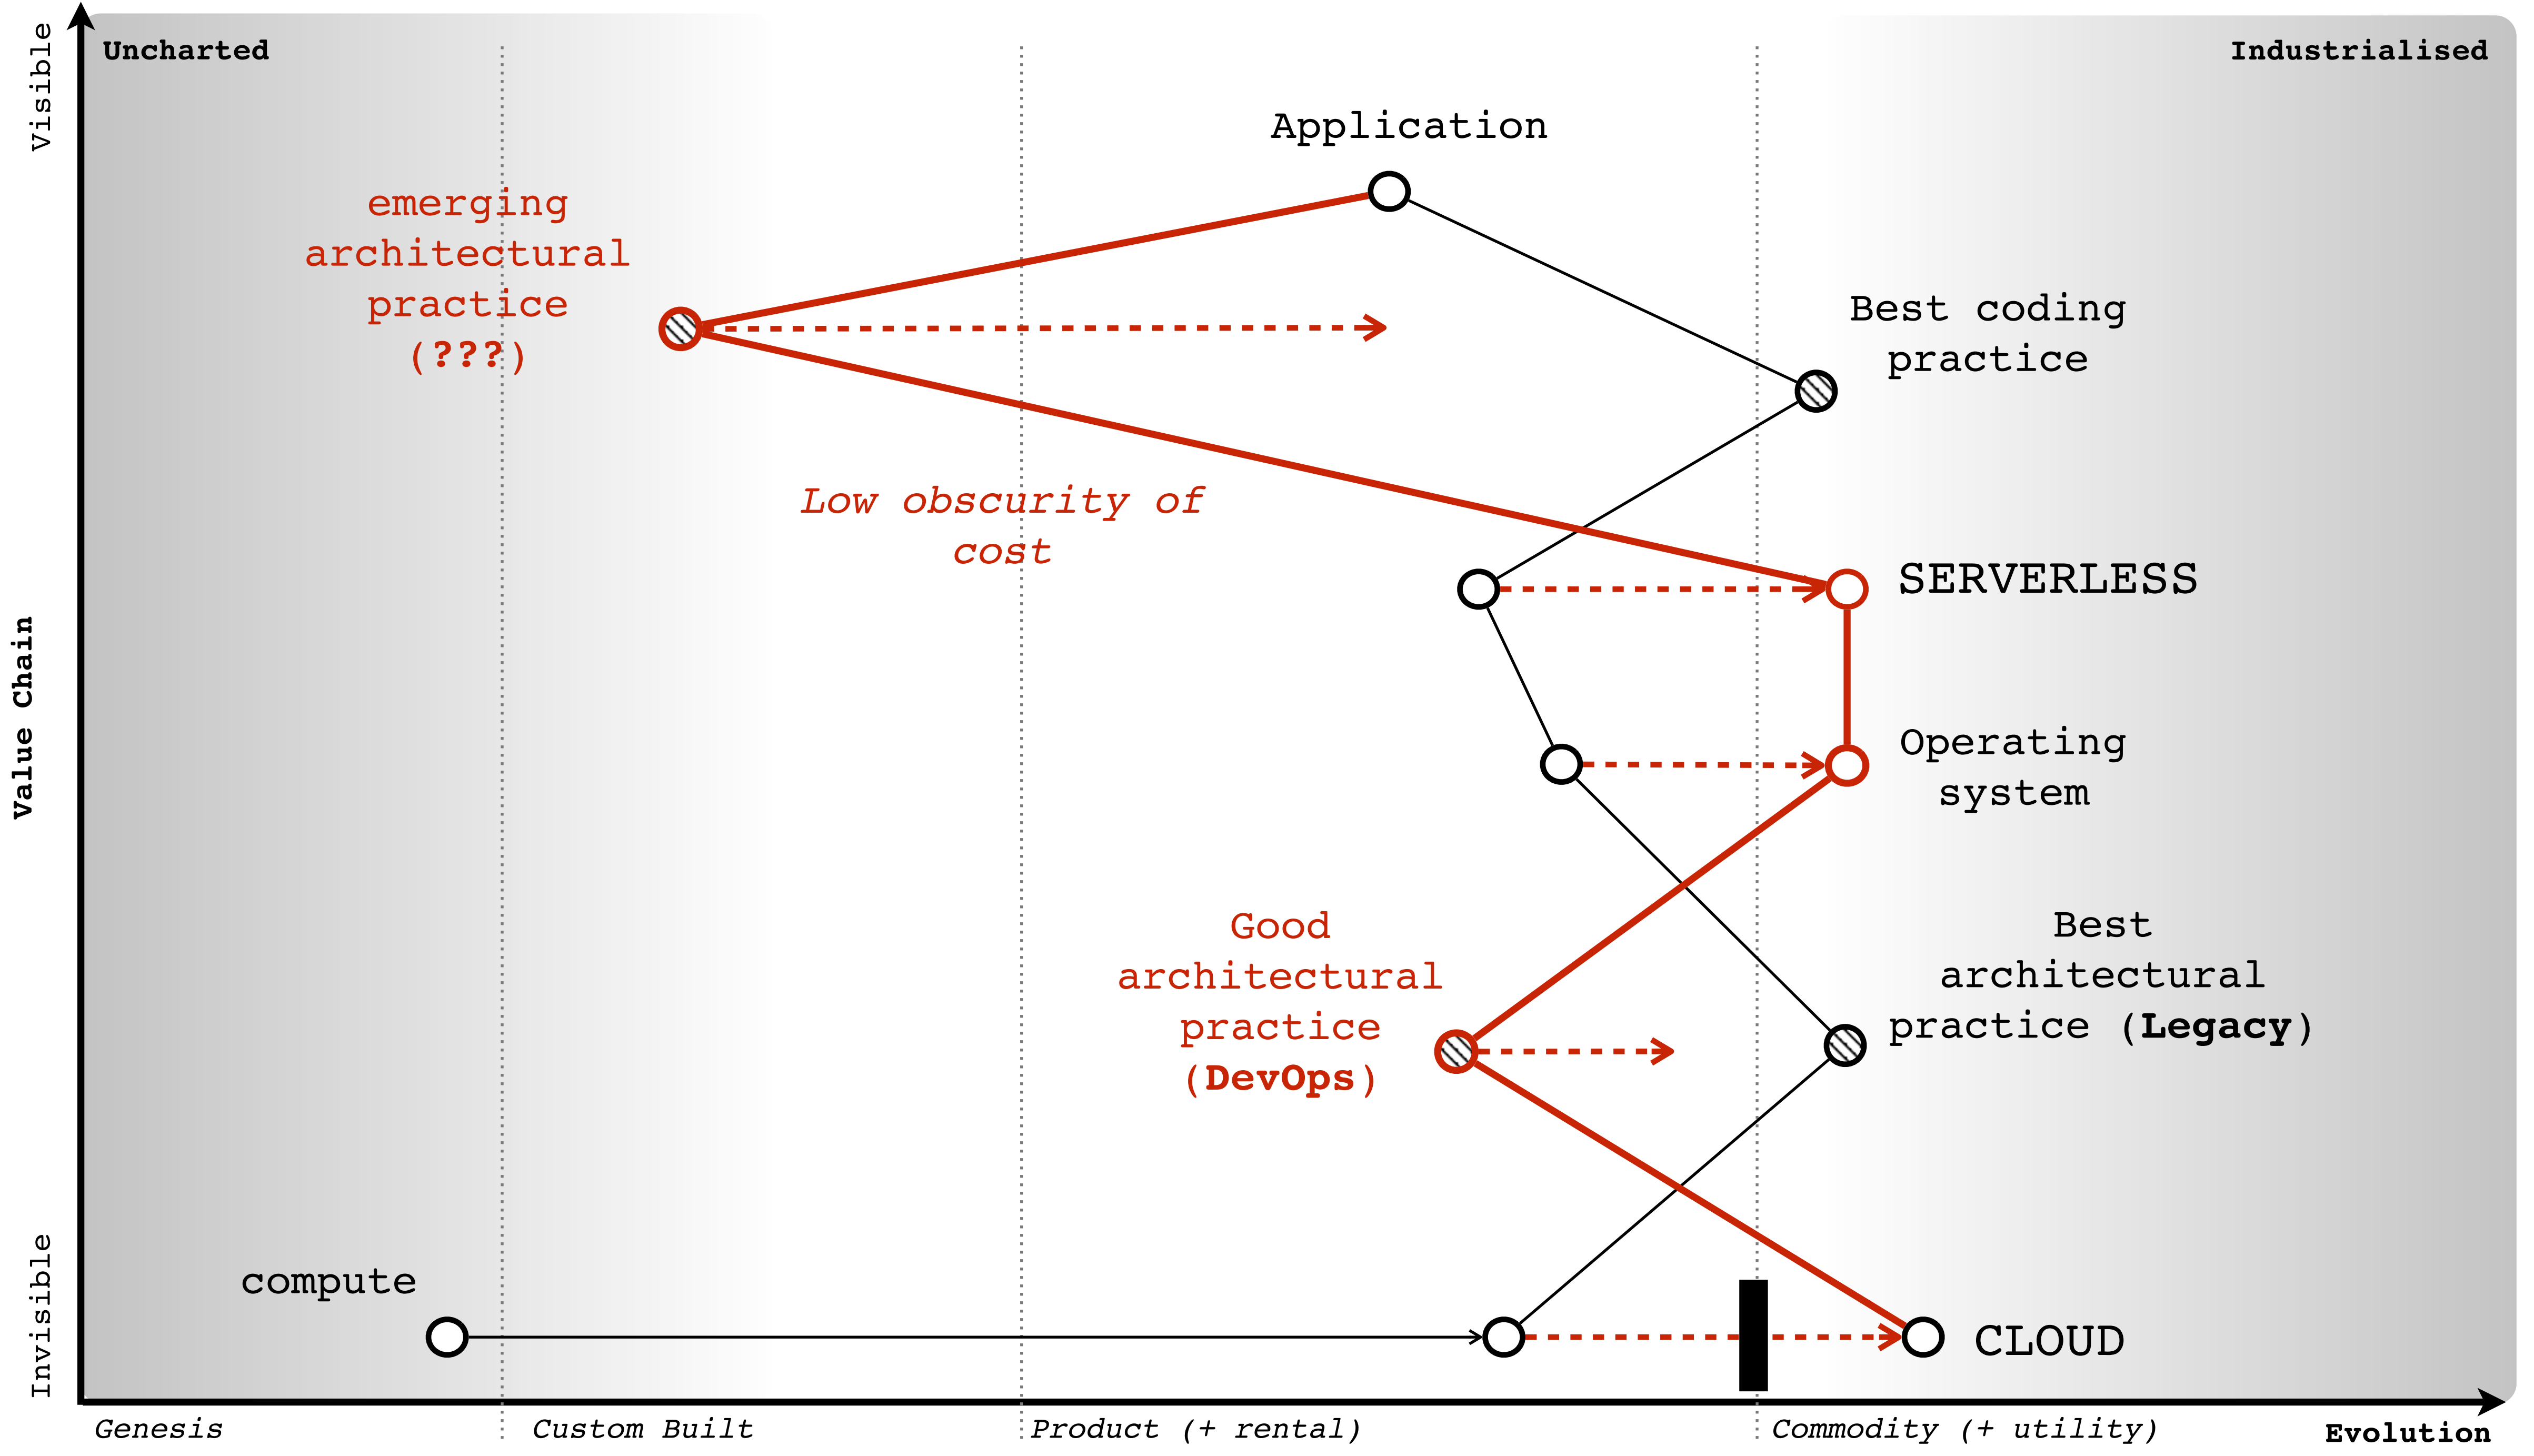 Visible
Uncharted
Industrialised
Application
emerging
architectural
practice
(???)
Best coding
practice
Low obscurity of
cost
SERVERLESS
Value Chain
Operating
system
Good
architectural
practice
(DevOps)
Best
architectural
practice (Legacy)
Invisible
compute
CLOUD
Genesis
Custom Built
Product (+ rental)
Commodity (+ utility)
Evolution